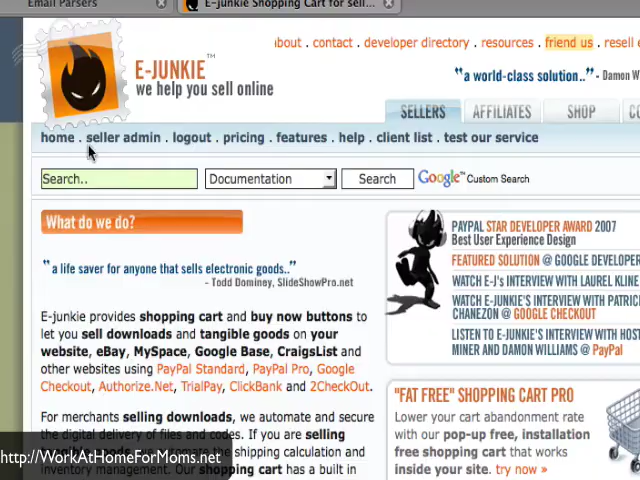 Email Parsers
E-junkie Shopping Cart for sell...
about . contact . developer directory . resources . friend us . resell
E-JUNKIE™
we help you sell online
"a world-class solution.." - Damon W
SELLERS AFFILIATES SHOP
home . seller admin . logout . pricing . features . help . client list . test our service
Search.. Documentation Search Google™ Custom Search
What do we do?
"a life saver for anyone that sells electronic goods.."
- Todd Dominey, SlideShowPro.net
E-junkie provides shopping cart and buy now buttons to
let you sell downloads and tangible goods on your
website, eBay, MySpace, Google Base, CraigsList and
other websites using PayPal Standard, PayPal Pro, Google
Checkout, Authorize.Net, TrialPay, ClickBank and 2CheckOut.
For merchants selling downloads, we automate and secure
the digital delivery of files and codes. If you are selling
tangible goods, we automate the shipping calculation and
inventory management. Our shopping cart has a built in
PAYPAL STAR DEVELOPER AWARD 2007
Best User Experience Design
FEATURED SOLUTION @ GOOGLE DEVELOPE
WATCH E-J's INTERVIEW WITH LAUREL KLINE
WATCH E-JUNKIE'S INTERVIEW WITH PATRIC
CHANEZON @ GOOGLE CHECKOUT
LISTEN TO E-JUNKIE'S INTERVIEW WITH HOST
MINER AND DAMON WILLIAMS @ PayPal
"FAT FREE" SHOPPING CART PRO
Lower your cart abandonment rate
with our pop-up free, installation
free shopping cart that works
inside your site. try now »
http://WorkAtHomeForMoms.net